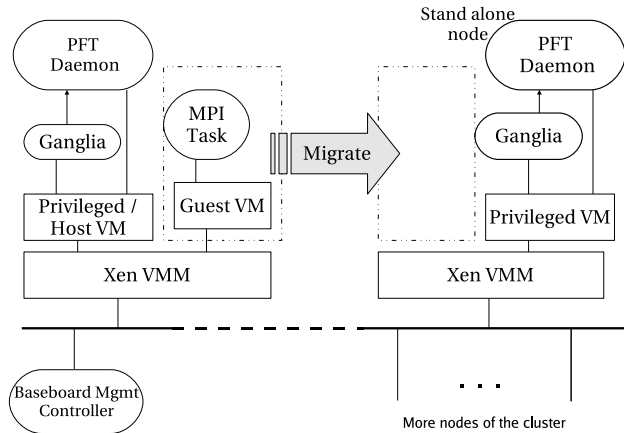 Stand alone
node
PFT
Daemon
PFT
Daemon
MPI
Task
Ganglia
Migrate
Ganglia
Privileged /
Host VM
Guest VM
Privileged VM
Xen VMM
Xen VMM
Baseboard Mgmt
Controller
. . .
More nodes of the cluster